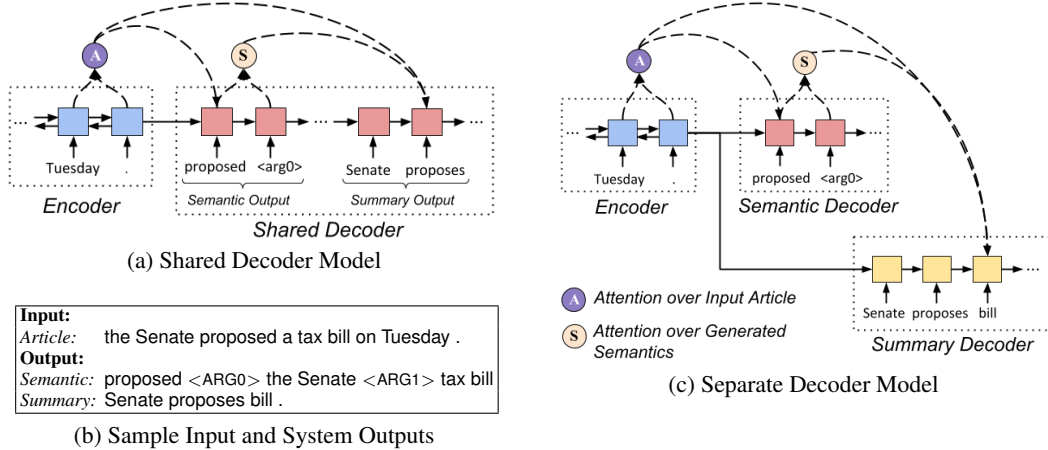 A
S
...
...
...
Tuesday
.
proposed
<arg0>
Senate
proposes
Semantic Output
Summary Output
Encoder
Shared Decoder
(a) Shared Decoder Model
Input:
Article: the Senate proposed a tax bill on Tuesday .
Output:
Semantic: proposed <ARG0> the Senate <ARG1> tax bill
Summary: Senate proposes bill .
(b) Sample Input and System Outputs
A
S
...
...
Tuesday
.
proposed
<arg0>
Encoder
Semantic Decoder
...
Senate
proposes
bill
Summary Decoder
A Attention over Input Article
S Attention over Generated
Semantics
(c) Separate Decoder Model